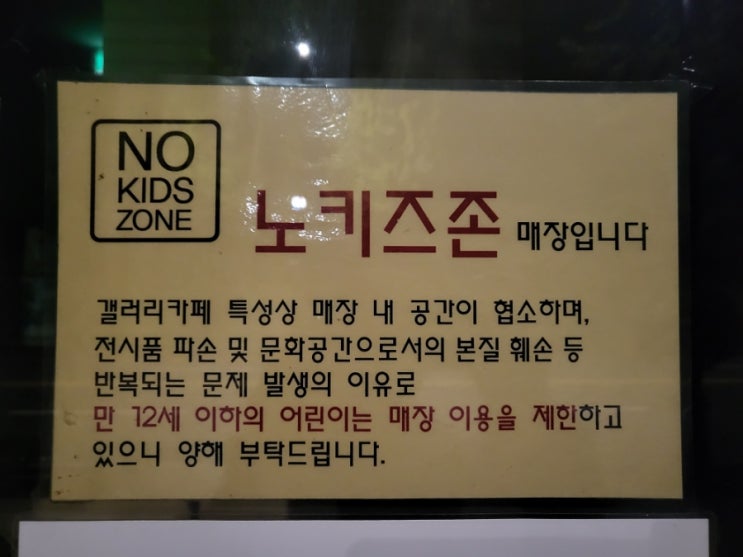 NO
KIDS
ZONE
노키즈존 매장입니다
갤러리카페 특성상 매장 내 공간이 협소하며,
전시품 파손 및 문화공간으로서의 본질 훼손 등
반복되는 문제 발생의 이유로
만 12세 이하의 어린이는 매장 이용을 제한하고
있으니 양해 부탁드립니다.